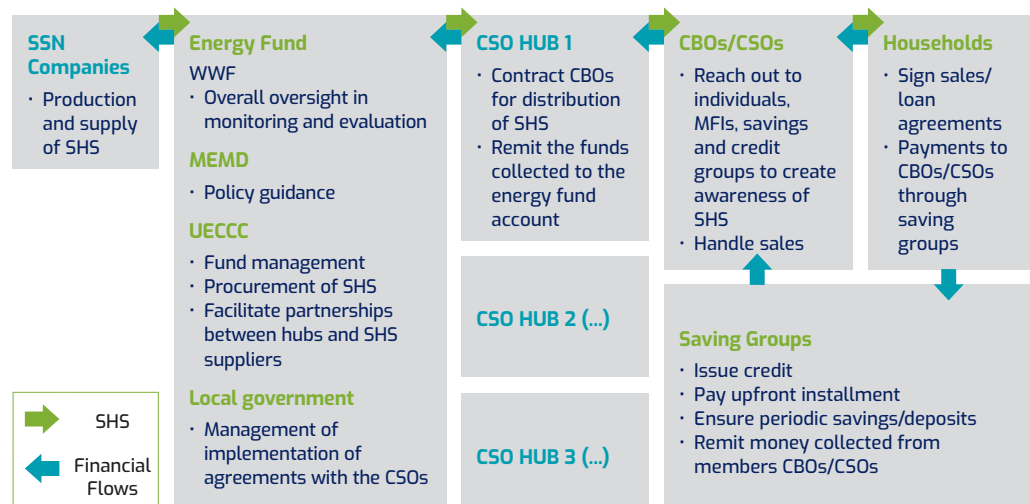 SSN
Companies
· Production
and supply
of SHS
Energy Fund
WWF
· Overall oversight in
monitoring and evaluation
MEMD
· Policy guidance
UECCC
· Fund management
· Procurement of SHS
· Facilitate partnerships
between hubs and SHS
suppliers
Local government
· Management of
implementation of
agreements with the CSOs
CSO HUB 1
· Contract CBOs
for distribution
of SHS
· Remit the funds
collected to the
energy fund
account
CSO HUB 2 (...)
CSO HUB 3 (...)
CBOs/CSOs
· Reach out to
individuals,
MFIs, savings
and credit
groups to create
awareness of
SHS
· Handle sales
Households
· Sign sales/
loan
agreements
· Payments to
CBOs/CSOs
through
saving
groups
Saving Groups
· Issue credit
· Pay upfront installment
· Ensure periodic savings/deposits
· Remit money collected from
members CBOs/CSOs
SHS
Financial
Flows